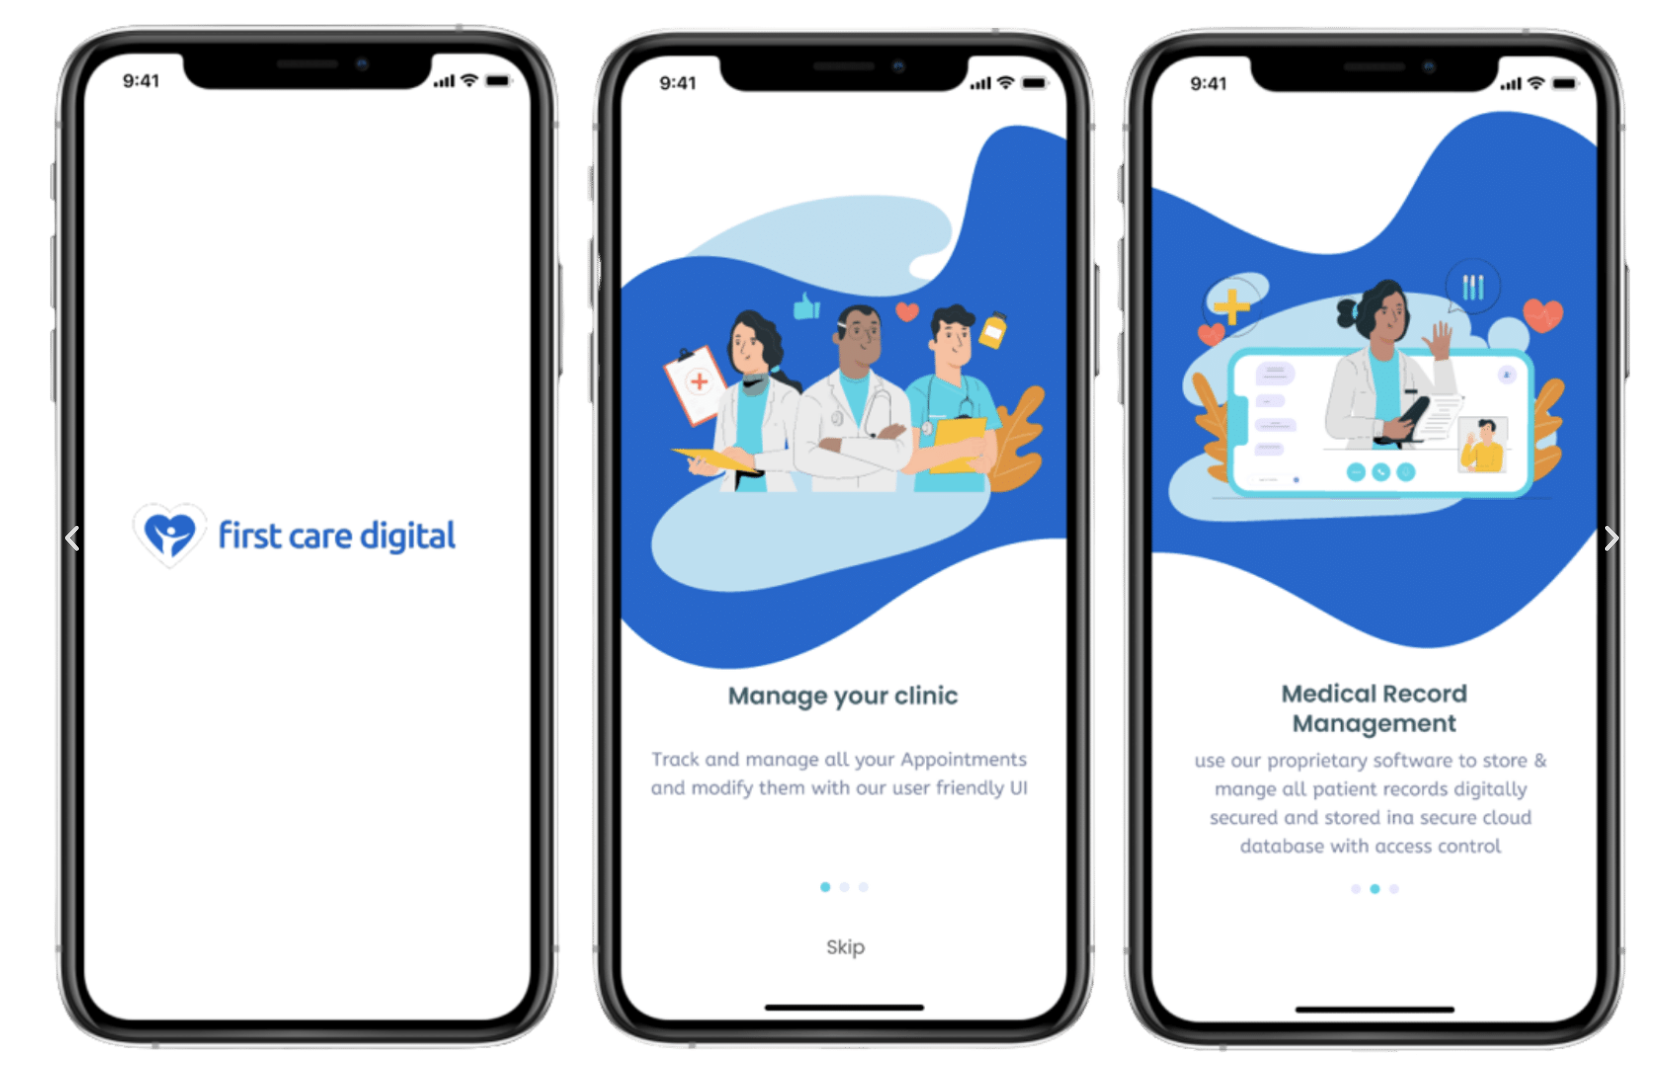 9:41
first care digital
9:41
Manage your clinic
Track and manage all your Appointments
and modify them with our user friendly UI
Skip
9:41
Medical Record
Management
use our proprietary software to store &
mange all patient records digitally
secured and stored ina secure cloud
database with access control